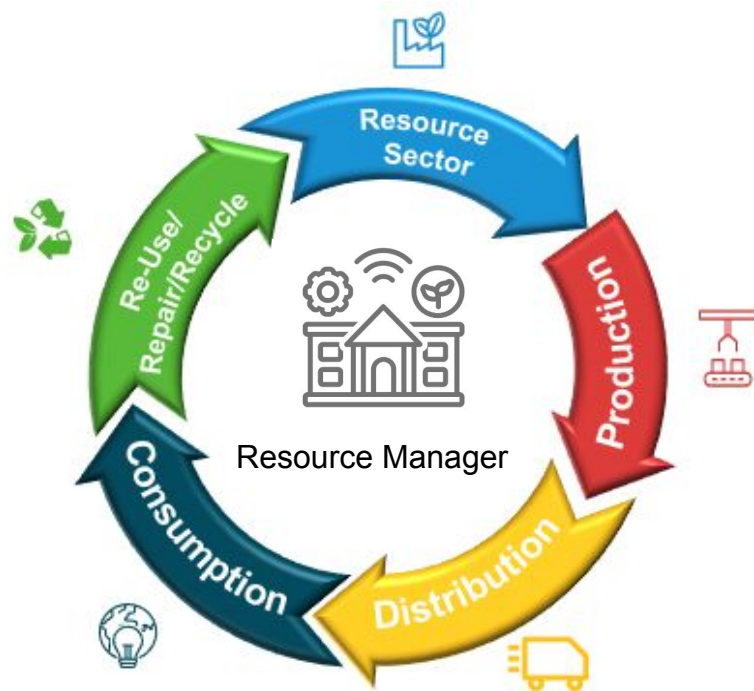 Resource
Sector
Production
Distribution
Consumption
Re-Use/
Repair/Recycle
Resource Manager